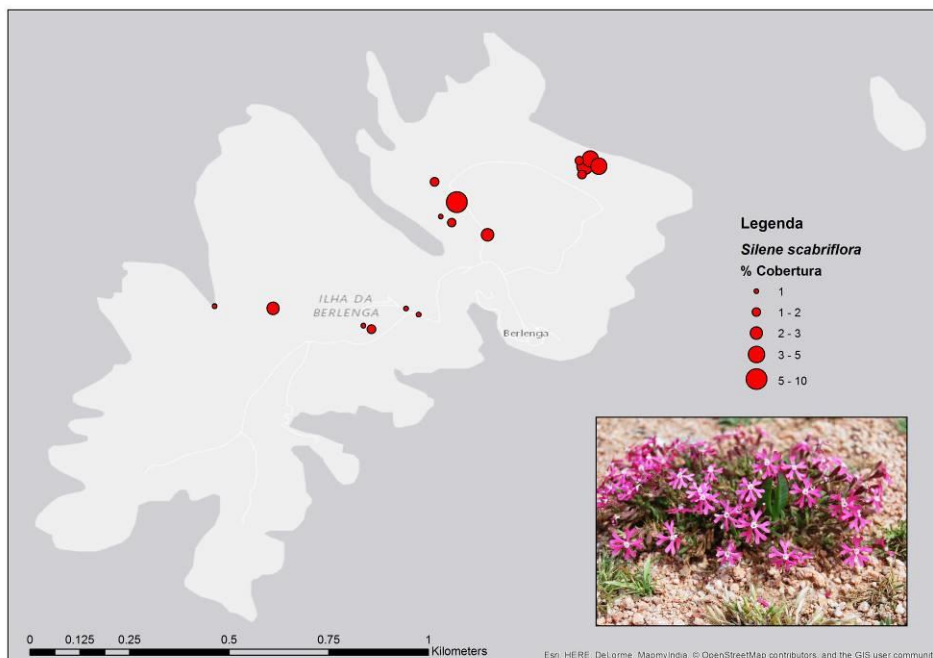 Legenda
Silene scabriflora
% Cobertura
1
1 - 2
2 - 3
3 - 5
5 - 10
ILHA DA
BERLENGA
Berlenga
0 0.125 0.25 0.5 0.75 1
Kilometers
Esri, HERE, DeLorme, MapmyIndia, © OpenStreetMap contributors, and the GIS user communit